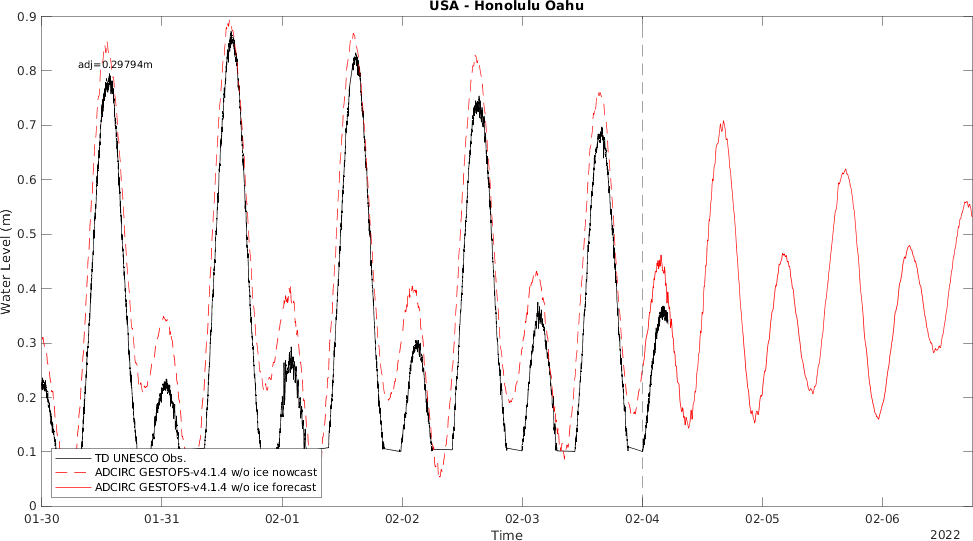 USA - Honolulu Oahu
0.9
0.8
0.7
0.6
0.5
0.4
0.3
0.2
0.1
0
Water Level (m)
adj=0.29794m
TD UNESCO Obs.
ADCIRC GESTOFS-v4.1.4 w/o ice nowcast
ADCIRC GESTOFS-v4.1.4 w/o ice forecast
01-30 01-31 02-01 02-02 02-03 02-04 02-05 02-06
Time
2022